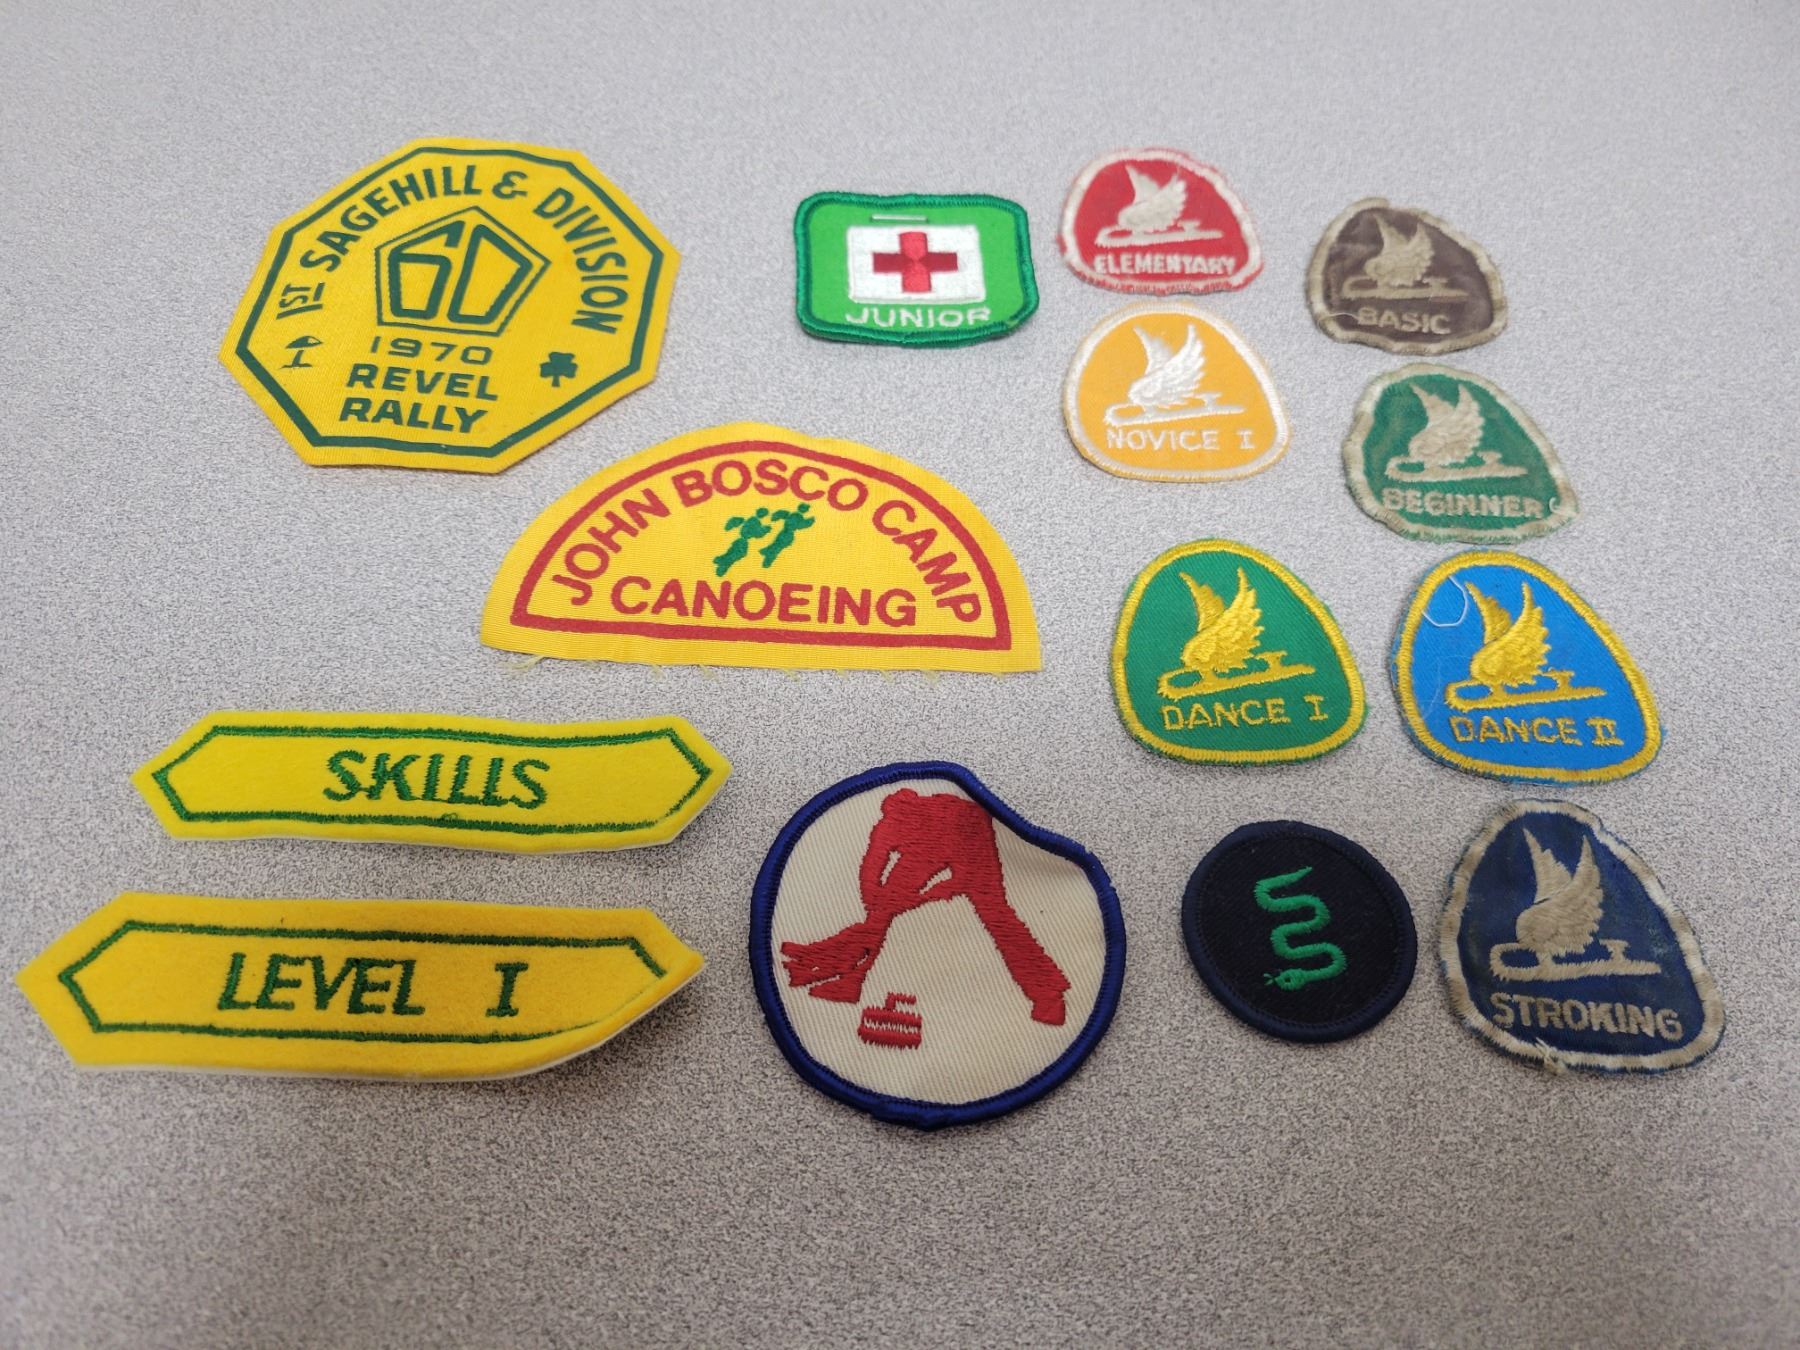 1ST SAGEHILL & DIVISION
60
1970
REVEL
RALLY
JUNIOR
ELEMENTARY
BASIC
NOVICE I
BEGINNER
JOHN BOSCO CAMP
CANOEING
DANCE I
DANCE II
SKILLS
LEVEL I
STROKING